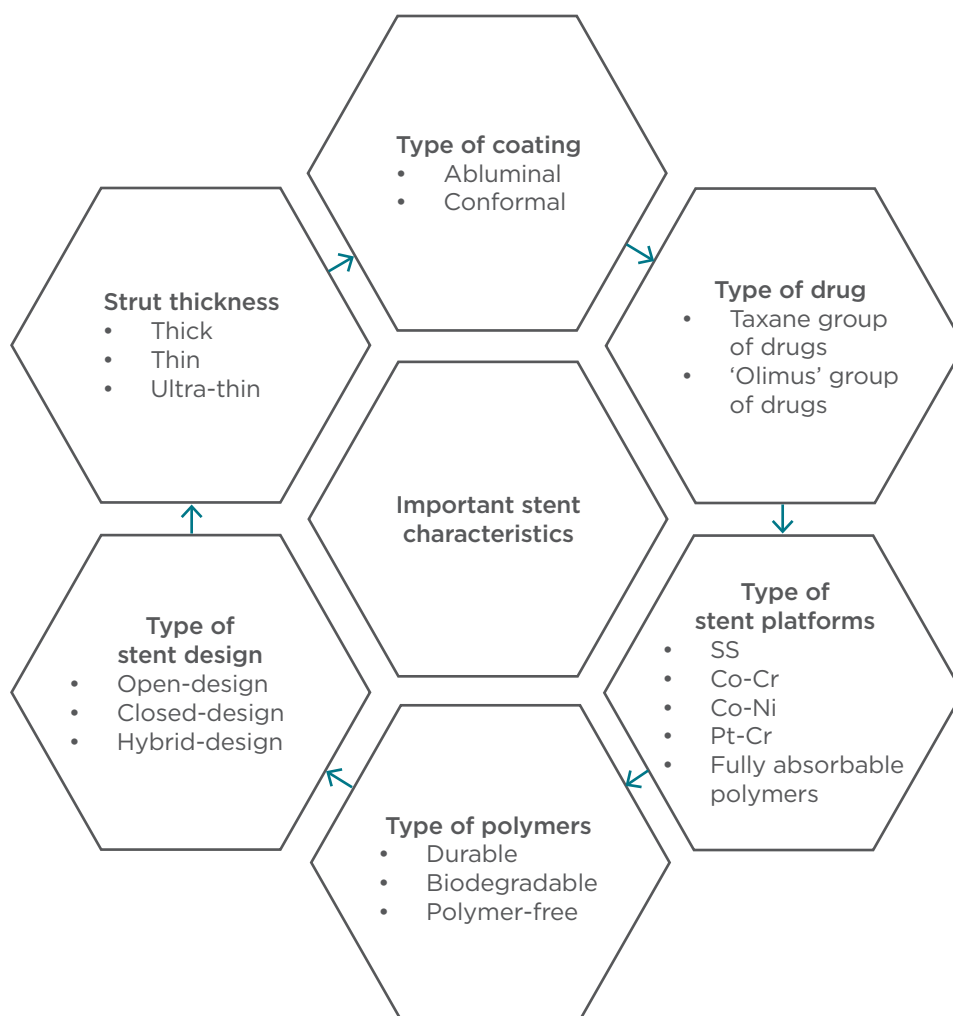 Type of coating
• Abluminal
• Conformal
Strut thickness
• Thick
• Thin
• Ultra-thin
Type of drug
• Taxane group
of drugs
• ‘Olimus’ group
of drugs
Important stent
characteristics
Type of
stent design
• Open-design
• Closed-design
• Hybrid-design
Type of
stent platforms
• SS
• Co-Cr
• Co-Ni
• Pt-Cr
• Fully absorbable
polymers
Type of polymers
• Durable
• Biodegradable
• Polymer-free